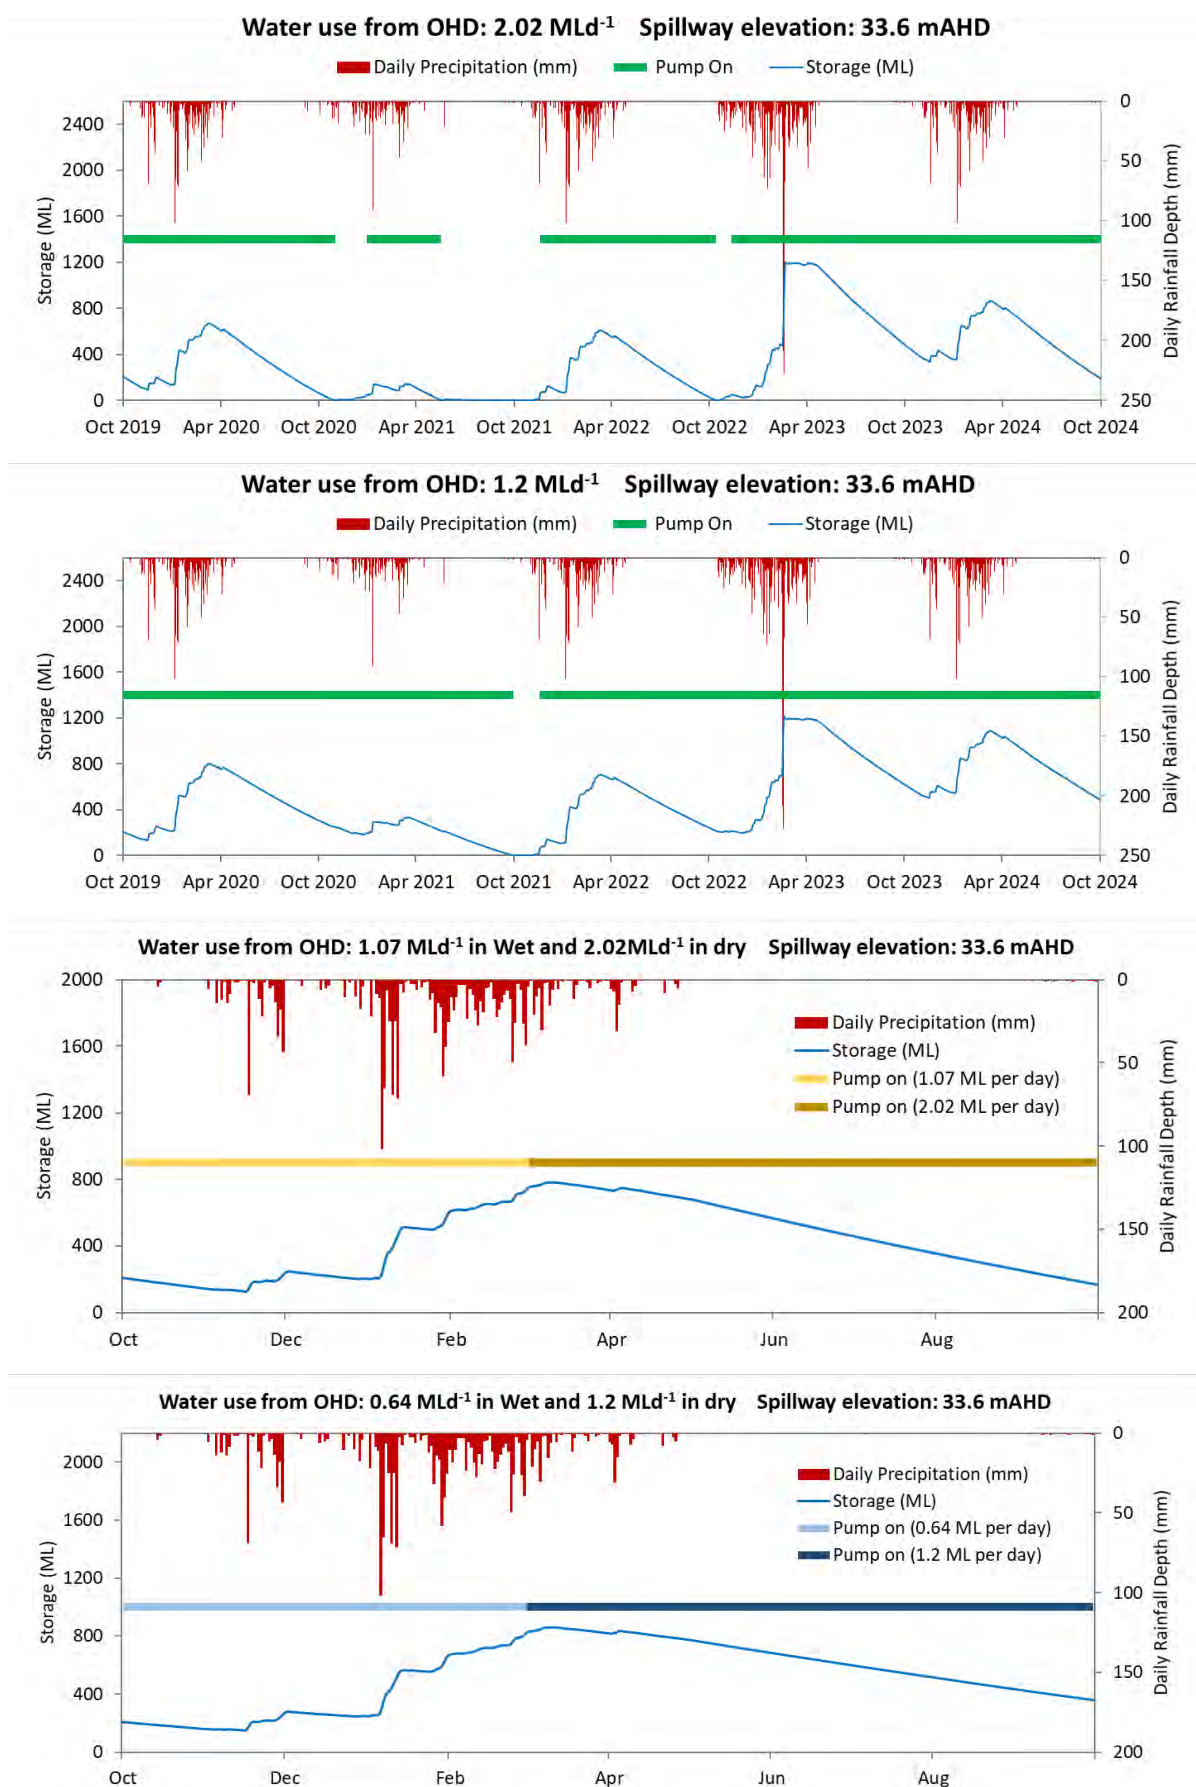 Water use from OHD: 2.02 MLd-1 Spillway elevation: 33.6 mAHD
Daily Precipitation (mm) Pump On Storage (ML)
2400
2000
1600
1200
800
400
0
Storage (ML)
0
50
100
150
200
250
Daily Rainfall Depth (mm)
Oct 2019 Apr 2020 Oct 2020 Apr 2021 Oct 2021 Apr 2022 Oct 2022 Apr 2023 Oct 2023 Apr 2024 Oct 2024
Water use from OHD: 1.2 MLd-1 Spillway elevation: 33.6 mAHD
Daily Precipitation (mm) Pump On Storage (ML)
2400
2000
1600
1200
800
400
0
Storage (ML)
0
50
100
150
200
250
Daily Rainfall Depth (mm)
Oct 2019 Apr 2020 Oct 2020 Apr 2021 Oct 2021 Apr 2022 Oct 2022 Apr 2023 Oct 2023 Apr 2024 Oct 2024
Water use from OHD: 1.07 MLd-1 in Wet and 2.02MLd-1 in dry Spillway elevation: 33.6 mAHD
2000
1600
1200
800
400
0
Storage (ML)
Daily Precipitation (mm)
Storage (ML)
Pump on (1.07 ML per day)
Pump on (2.02 ML per day)
0
50
100
150
200
Daily Rainfall Depth (mm)
Oct Dec Feb Apr Jun Aug
Water use from OHD: 0.64 MLd-1 in Wet and 1.2 MLd-1 in dry Spillway elevation: 33.6 mAHD
2000
1600
1200
800
400
0
Storage (ML)
Daily Precipitation (mm)
Storage (ML)
Pump on (0.64 ML per day)
Pump on (1.2 ML per day)
0
50
100
150
200
Daily Rainfall Depth (mm)
Oct Dec Feb Apr Jun Aug